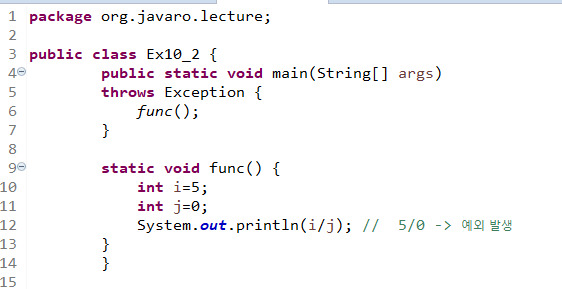 1 package org.javaro.lecture;
2
3 public class Ex10_2 {
4 public static void main(String[] args)
5 throws Exception {
6 func();
7 }
8
9 static void func() {
10 int i=5;
11 int j=0;
12 System.out.println(i/j); // 5/0 -> 예외 발생
13 }
14 }
15